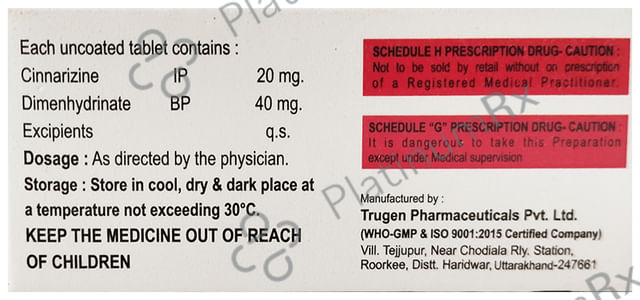 Each uncoated tablet contains :
Cinnarizine IP 20 mg.
Dimenhydrinate BP 40 mg.
Excipients q.s.
Dosage : As directed by the physician.
Storage : Store in cool, dry & dark place at
a temperature not exceeding 30°C.
KEEP THE MEDICINE OUT OF REACH
OF CHILDREN
SCHEDULE H PRESCRIPTION DRUG- CAUTION :
Not to be sold by retail without on prescription
of a Registered Medical Practitioner.
SCHEDULE "G" PRESCRIPTION DRUG- CAUTION :
It is dangerous to take this Preparation
except under Medical supervision
Manufactured by :
Trugen Pharmaceuticals Pvt. Ltd.
(WHO-GMP & ISO 9001:2015 Certified Company)
Vill. Tejjupur, Near Chodiala Rly. Station,
Roorkee, Distt. Haridwar, Uttarakhand-247661
PlatinumRx